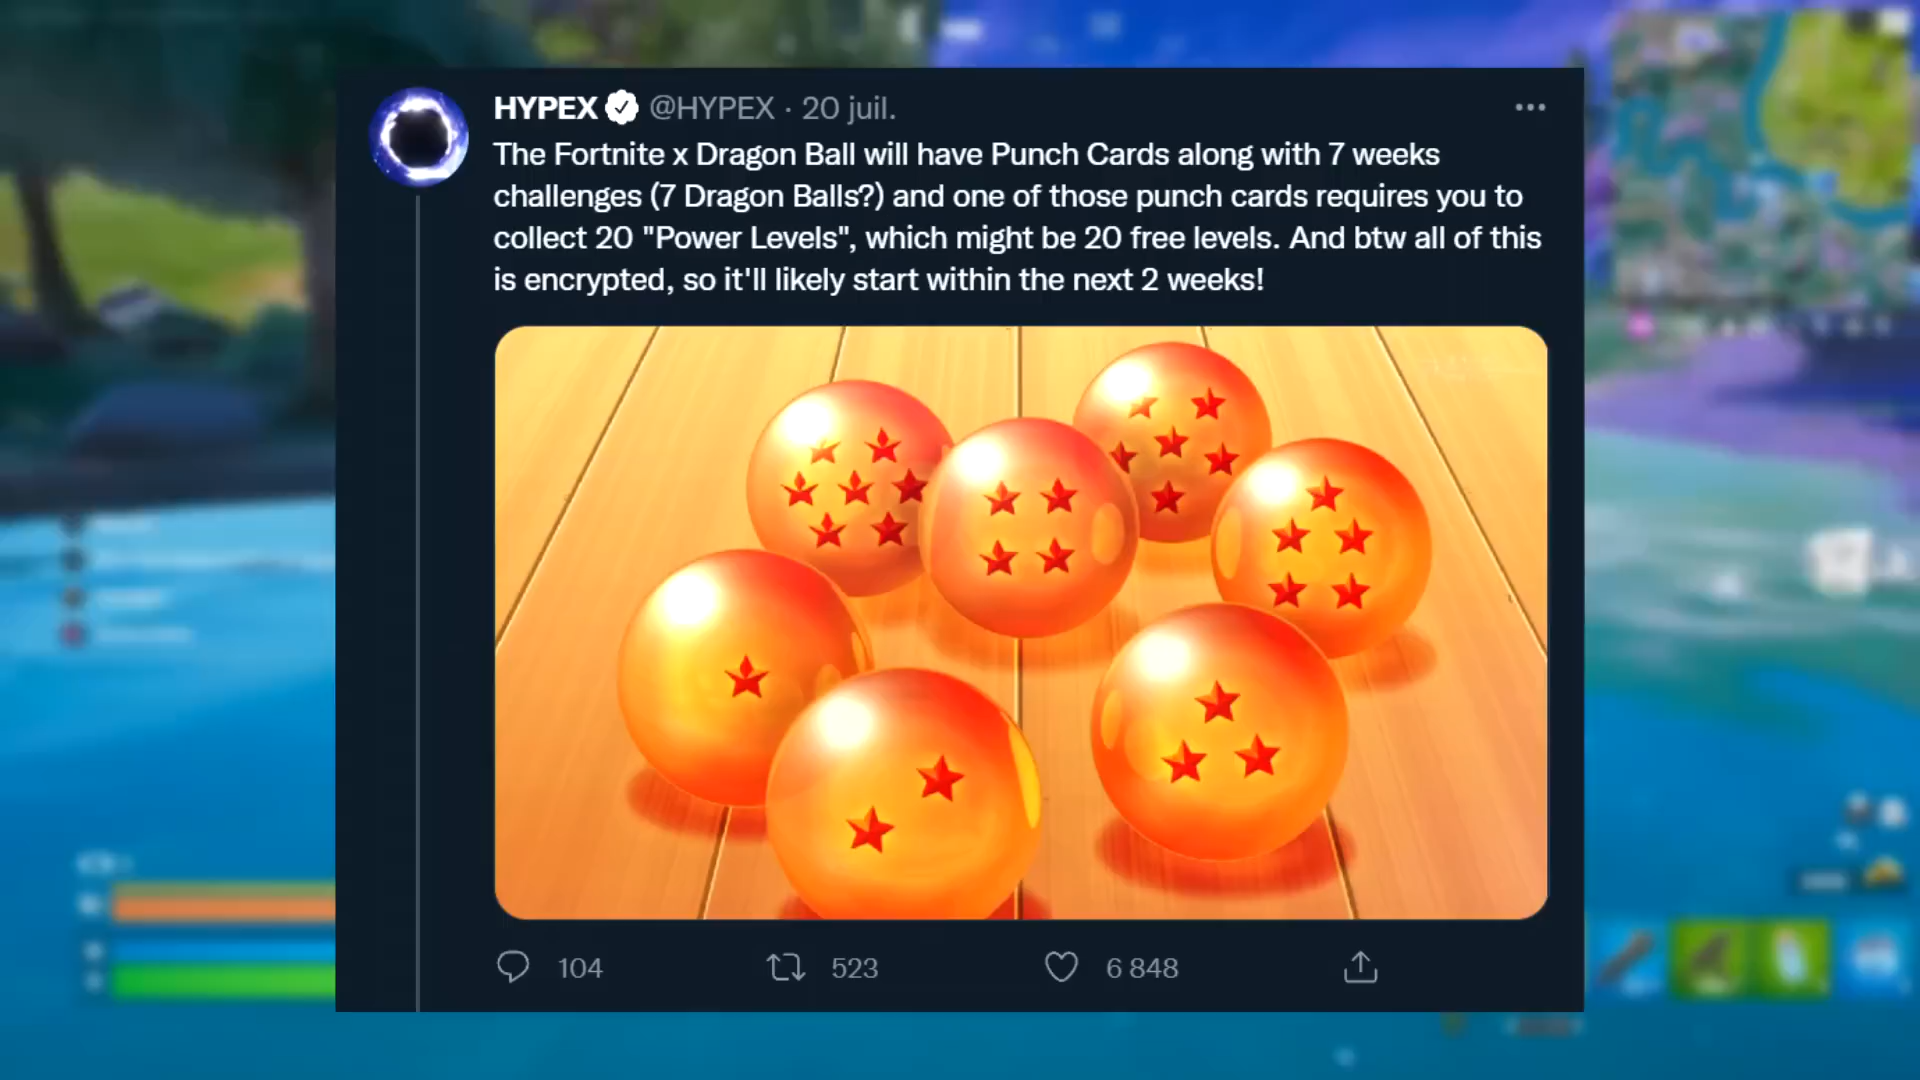 HYPEX @HYPEX · 20 juil.
The Fortnite x Dragon Ball will have Punch Cards along with 7 weeks
challenges (7 Dragon Balls?) and one of those punch cards requires you to
collect 20 "Power Levels", which might be 20 free levels. And btw all of this
is encrypted, so it'll likely start within the next 2 weeks!
104 523 6 848